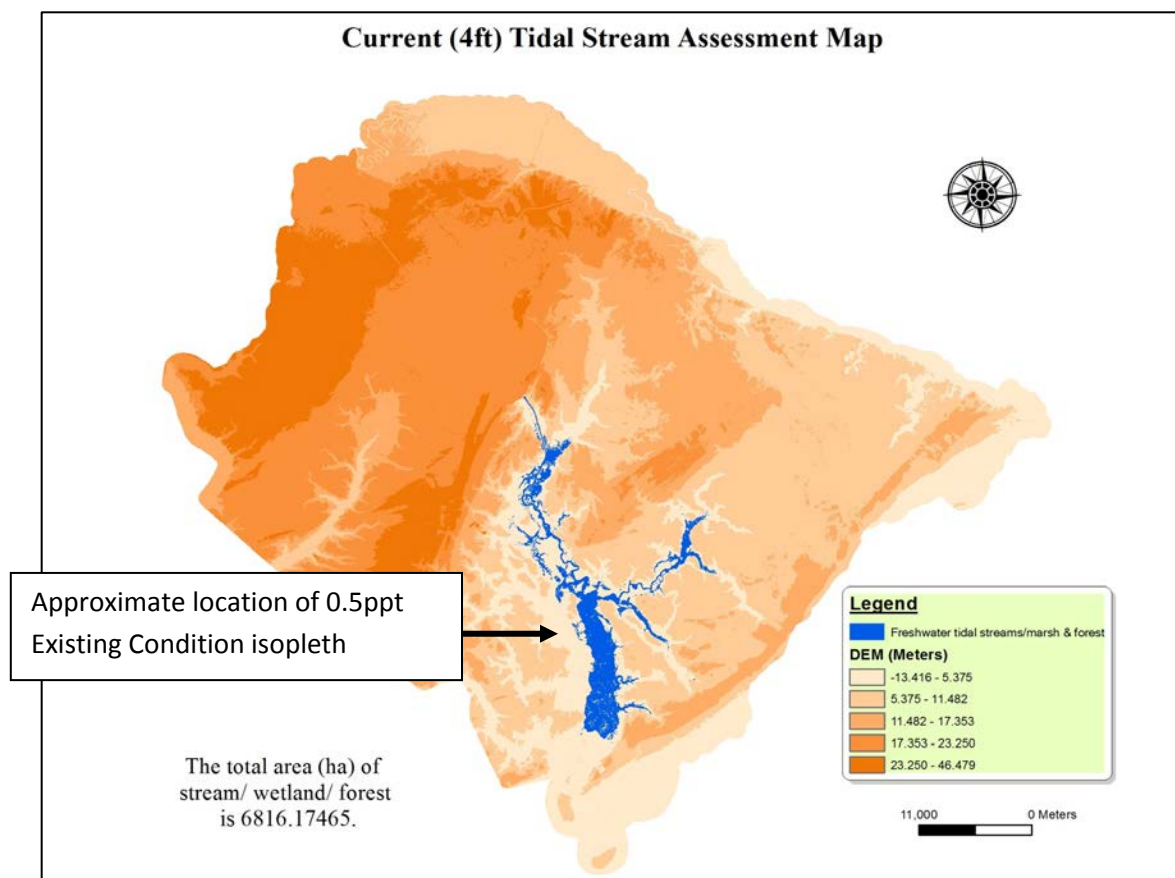 Current (4ft) Tidal Stream Assessment Map
Approximate location of 0.5ppt
Existing Condition isopleth
The total area (ha) of
stream/ wetland/ forest
is 6816.17465.
Legend
Freshwater tidal streams/marsh & forest
DEM (Meters)
-13.416 - 5.375
5.375 - 11.482
11.482 - 17.353
17.353 - 23.250
23.250 - 46.479
11,000 0 Meters